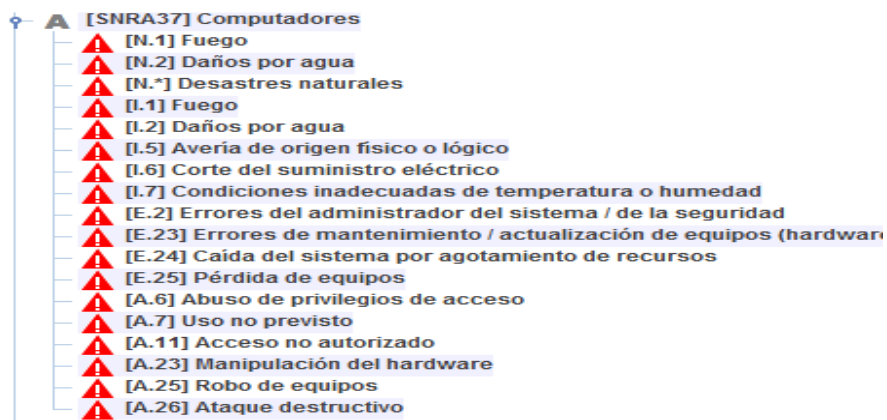 A [SNRA37] Computadores
[N.1] Fuego
[N.2] Daños por agua
[N.*] Desastres naturales
[I.1] Fuego
[I.2] Daños por agua
[I.5] Avería de origen físico o lógico
[I.6] Corte del suministro eléctrico
[I.7] Condiciones inadecuadas de temperatura o humedad
[E.2] Errores del administrador del sistema / de la seguridad
[E.23] Errores de mantenimiento / actualización de equipos (hardware
[E.24] Caída del sistema por agotamiento de recursos
[E.25] Pérdida de equipos
[A.6] Abuso de privilegios de acceso
[A.7] Uso no previsto
[A.11] Acceso no autorizado
[A.23] Manipulación del hardware
[A.25] Robo de equipos
[A.26] Ataque destructivo